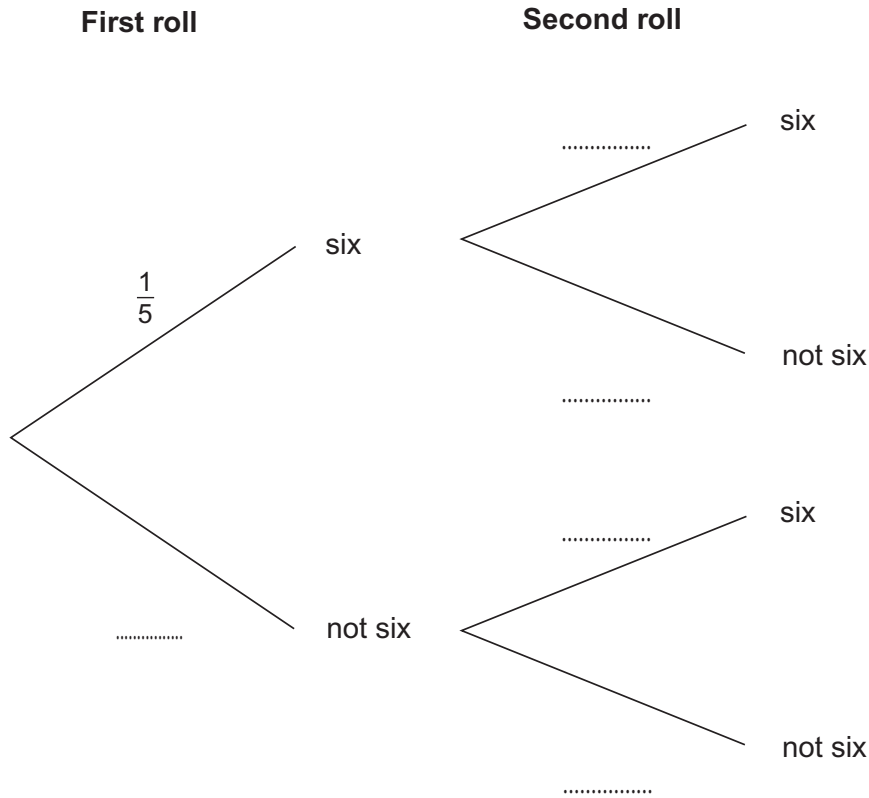 First roll
Second roll
six
................
six
1
5
not six
................
six
................
not six
................
not six
................